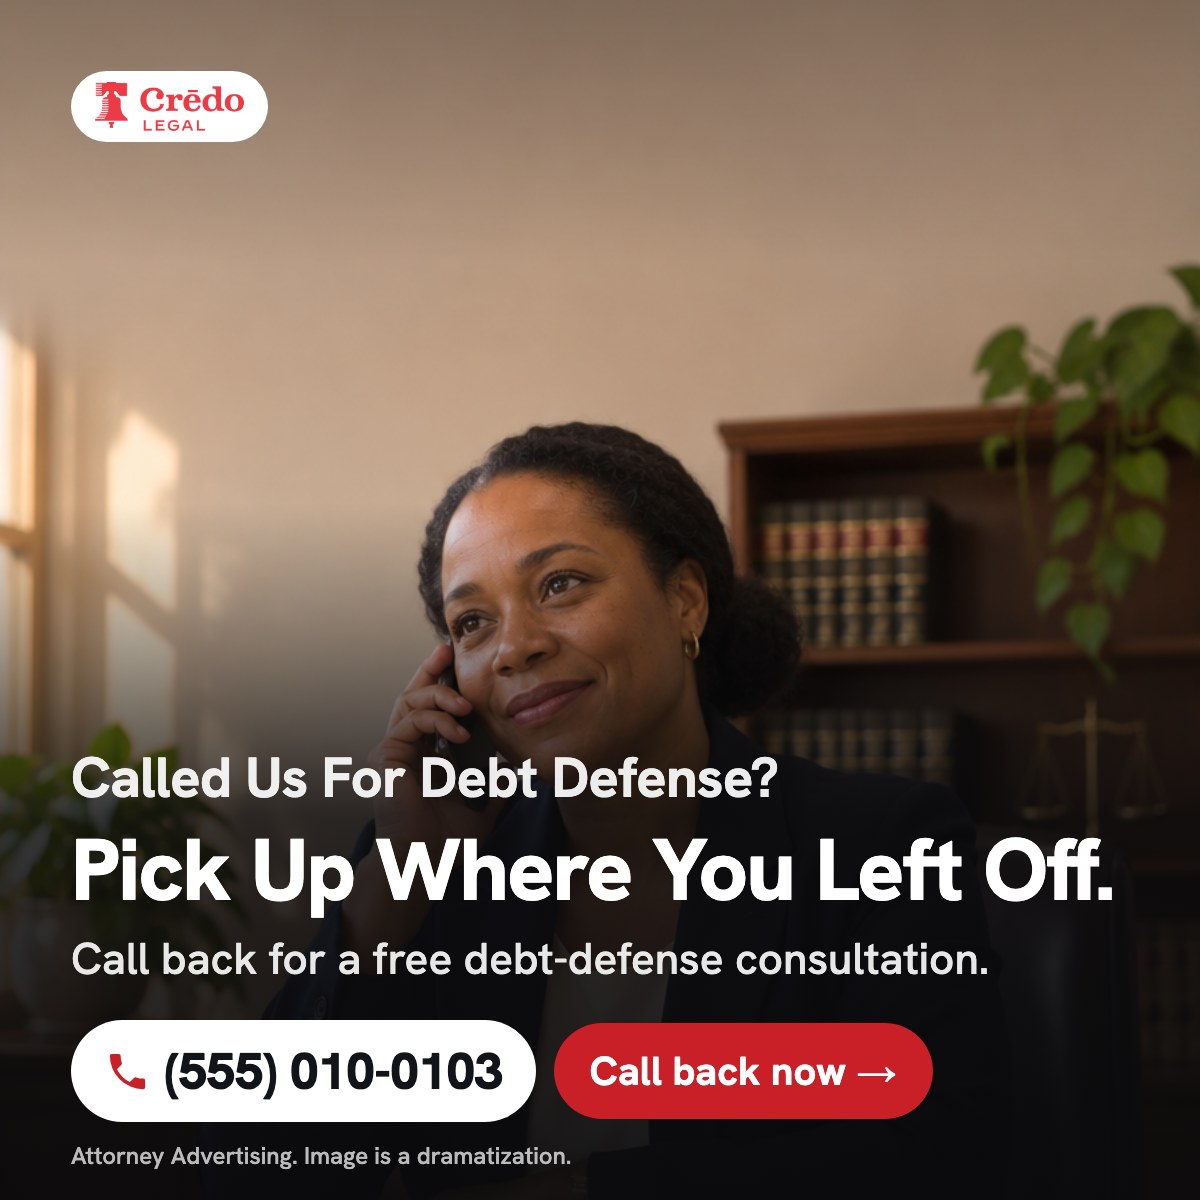 Crēdo
LEGAL
Called Us For Debt Defense?
Pick Up Where You Left Off.
Call back for a free debt-defense consultation.
(555) 010-0103
Call back now →
Attorney Advertising. Image is a dramatization.